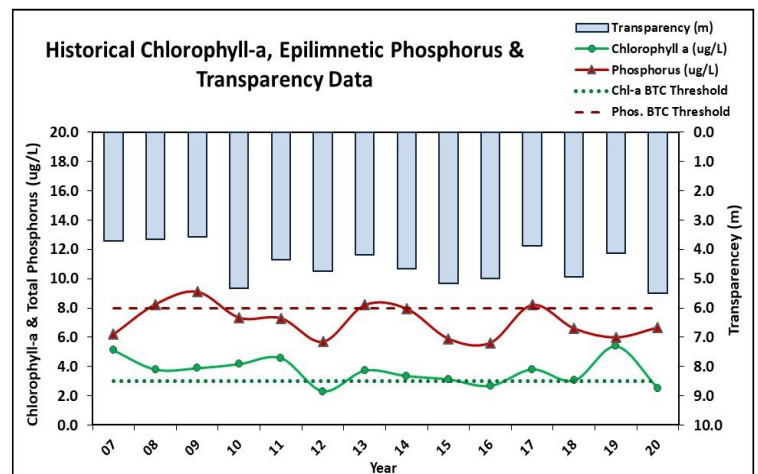 Historical Chlorophyll-a, Epilimnetic Phosphorus &
Transparency Data
Transparency (m)
Chlorophyll a (ug/L)
Phosphorus (ug/L)
Chl-a BTC Threshold
Phos. BTC Threshold
Chlorophyll-a & Total Phosphorus (ug/L)
20.0
18.0
16.0
14.0
12.0
10.0
8.0
6.0
4.0
2.0
0.0
0.0
1.0
2.0
3.0
4.0
5.0
6.0
7.0
8.0
9.0
10.0
Transparencey (m)
07 08 09 10 11 12 13 14 15 16 17 18 19 20
Year